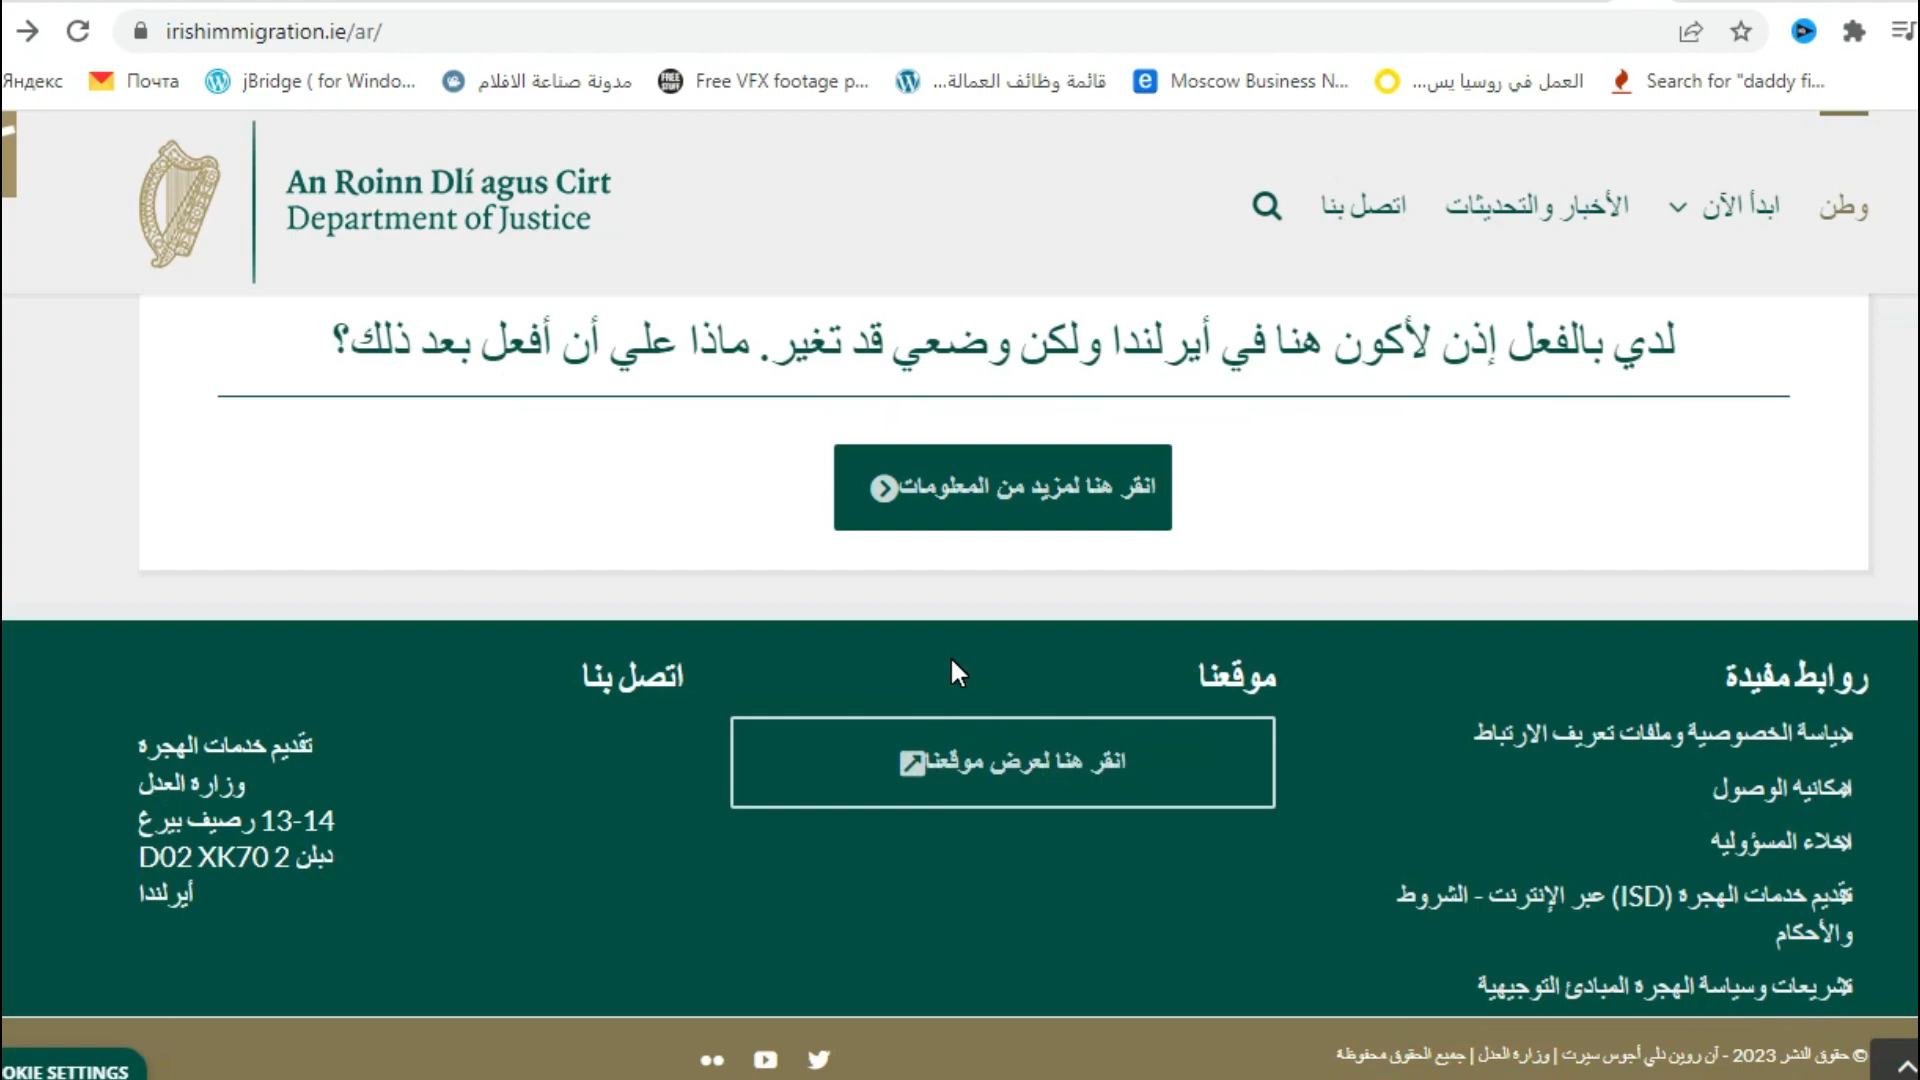 irishimmigration.ie/ar/
Яндекс
Почта
jBridge ( for Windo...
مدونة صناعة الافلام
Free VFX footage p...
قائمة وظائف العمالة...
Moscow Business N...
العمل في روسيا يس...
Search for "daddy fi...
An Roinn Dlí agus Cirt
Department of Justice
وطن
ابدأ الآن
الأخبار والتحديثات
اتصل بنا
لدي بالفعل إذن لأكون هنا في أيرلندا ولكن وضعي قد تغير. ماذا علي أن أفعل بعد ذلك؟
انقر هنا لمزيد من المعلومات
روابط مفيدة
سياسة الخصوصية وملفات تعريف الارتباط
إمكانيه الوصول
إخلاء المسؤوليه
تقديم خدمات الهجرة (ISD) عبر الإنترنت - الشروط
والأحكام
تشريعات وسياسة الهجرة المبادئ التوجيهية
موقعنا
انقر هنا لعرض موقعنا
اتصل بنا
تقديم خدمات الهجرة
وزارة العدل
13-14 رصيف بيرغ
دبلن 2 D02 XK70
أيرلندا
© حقوق النشر 2023 - آن روين دلي أجوس سيرت | وزارة العدل | جميع الحقوق محفوظة
OKIE SETTINGS